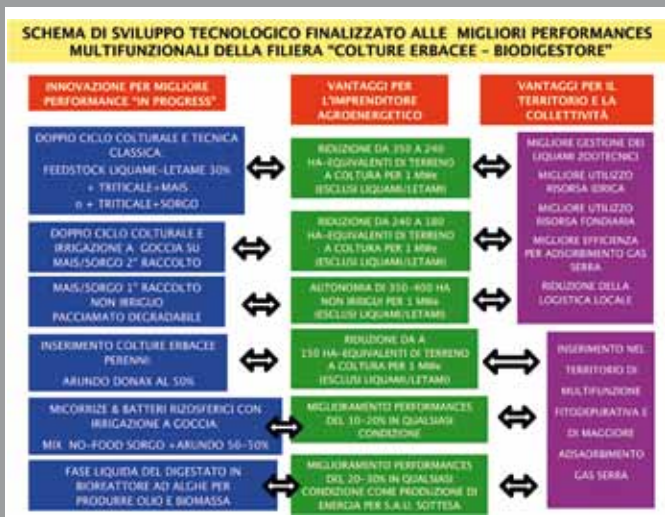 SCHEMA DI SVILUPPO TECNOLOGICO FINALIZZATO ALLE MIGLIORI PERFORMANCES
MULTIFUNZIONALI DELLA FILIERA "COLTURE ERBACEE – BIODIGESTORE"
INNOVAZIONE PER MIGLIORE
PERFORMANCE "IN PROGRESS"
VANTAGGI PER
L'IMPRENDITORE
AGROENERGETICO
VANTAGGI PER IL
TERRITORIO E LA
COLLETTIVITÀ
DOPPIO CICLO COLTURALE E TECNICA
CLASSICA:
FEEDSTOCK LIQUAME-LETAME 30%
+ TRITICALE+MAIS
n + TRITICALE+SORGO
RIDUZIONE DA 350 A 240
HA-EQUIVALENTI DI TERRENO
A COLTURA PER 1 MWe
(ESCLUSI LIQUAMI/LETAMI)
MIGLIORE GESTIONE DEI
LIQUAMI ZOOTECNICI
MIGLIORE UTILIZZO
RISORSA IDRICA
MIGLIORE UTILIZZO
RISORSA FONDIARIA
MIGLIORE EFFICIENZA
PER ADSORBIMENTO GAS
SERRA
RIDUZIONE DELLA
LOGISTICA LOCALE
DOPPIO CICLO COLTURALE E
IRRIGAZIONE A GOCCIA SU
MAIS/SORGO 2° RACCOLTO
RIDUZIONE DA 240 A 180
HA-EQUIVALENTI DI TERRENO
A COLTURA PER 1 MWe
(ESCLUSI LIQUAMI/LETAMI)
MAIS/SORGO 1° RACCOLTO
NON IRRIGUO
PACCIAMATO DEGRADABILE
AUTONOMIA DI 350-400 HA
NON IRRIGUI PER 1 MWe
(ESCLUSI LIQUAMI/LETAMI)
INSERIMENTO COLTURE ERBACEE
PERENNI:
ARUNDO DONAX AL 50%
RIDUZIONE DA A
150 HA-EQUIVALENTI DI TERRENO
A COLTURA PER 1 MWe
(ESCLUSI LIQUAMI/LETAMI)
INSERIMENTO NEL
TERRITORIO DI
MULTIFUNZIONE
FITODEPURATIVA E
DI MAGGIORE
ADSORBIMENTO
GAS SERRA
MICORRIZE & BATTERI RIZOSFERICI CON
IRRIGAZIONE A GOCCIA
MIX NO-FOOD SORGO +ARUNDO 50-50%
MIGLIORAMENTO PERFORMANCES
DEL 10-20% IN QUALSIASI
CONDIZIONE
FASE LIQUIDA DEL DIGESTATO IN
BIOREATTORE AD ALGHE PER
PRODURRE OLIO E BIOMASSA
MIGLIORAMENTO PERFORMANCES
DEL 20-30% IN QUALSIASI
CONDIZIONE COME PRODUZIONE DI
ENERGIA PER S.A.U. SOTTESA